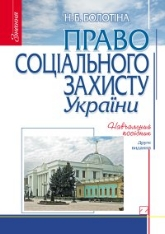 Н. Б. БОЛОТІНА
ПРАВО
СОЦІАЛЬНОГО
ЗАХИСТУ
України
Навчальний
посібник
Друге
видання